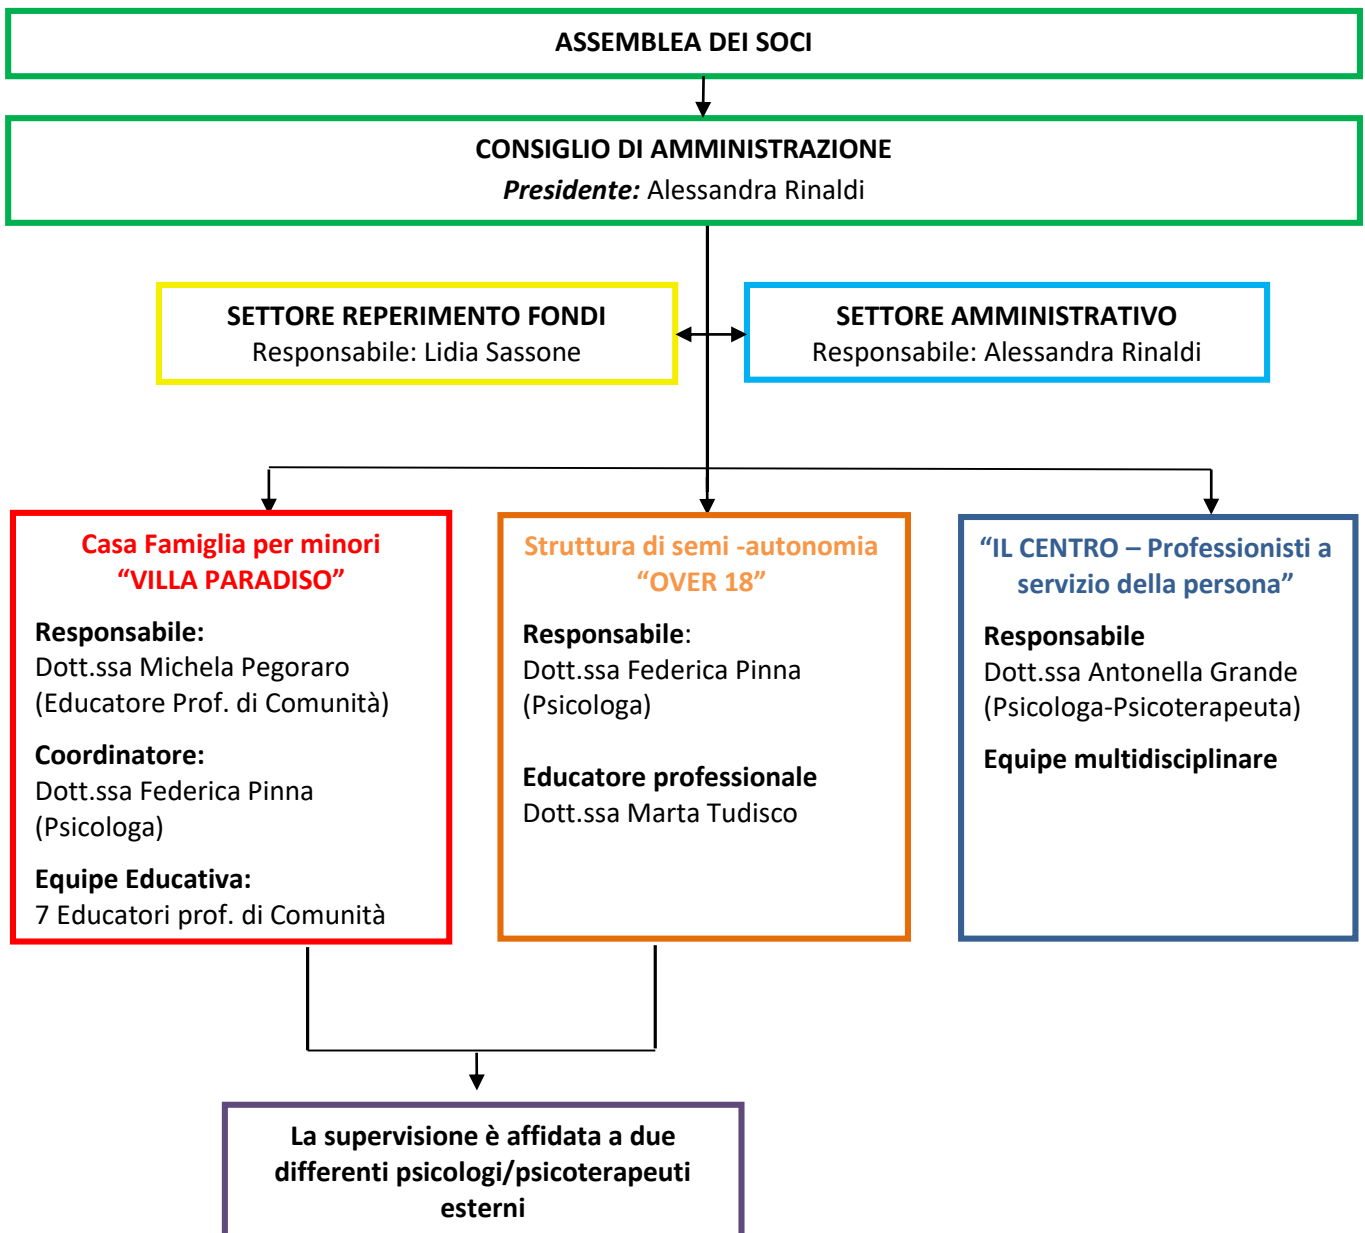 ASSEMBLEA DEI SOCI
CONSIGLIO DI AMMINISTRAZIONE
Presidente: Alessandra Rinaldi
SETTORE REPERIMENTO FONDI
Responsabile: Lidia Sassone
SETTORE AMMINISTRATIVO
Responsabile: Alessandra Rinaldi
Casa Famiglia per minori
“VILLA PARADISO”
Responsabile:
Dott.ssa Michela Pegoraro
(Educatore Prof. di Comunità)
Coordinatore:
Dott.ssa Federica Pinna
(Psicologa)
Equipe Educativa:
7 Educatori prof. di Comunità
Struttura di semi -autonomia
“OVER 18”
Responsabile:
Dott.ssa Federica Pinna
(Psicologa)
Educatore professionale
Dott.ssa Marta Tudisco
“IL CENTRO – Professionisti a
servizio della persona”
Responsabile
Dott.ssa Antonella Grande
(Psicologa-Psicoterapeuta)
Equipe multidisciplinare
La supervisione è affidata a due
differenti psicologi/psicoterapeuti
esterni